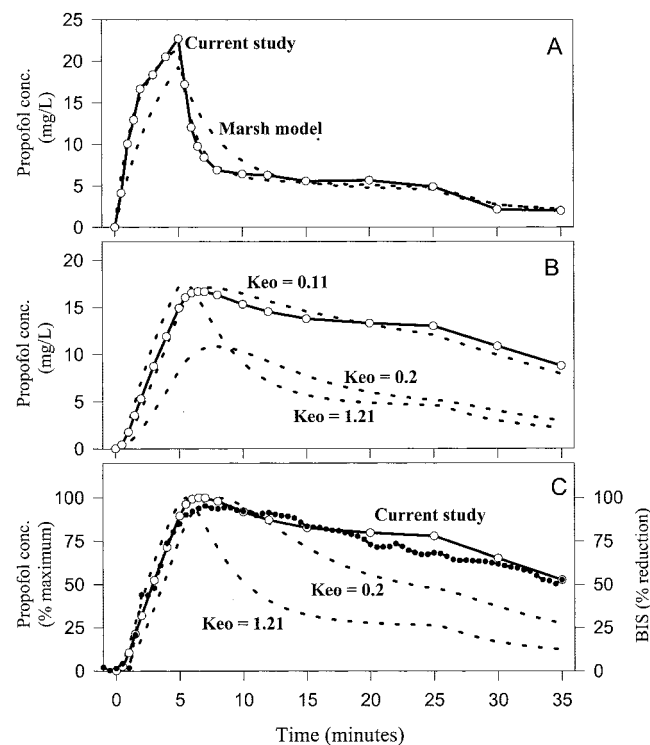 A
Current study
Marsh model
Propofol conc.
(mg/L)
25
20
15
10
5
0
B
Keo = 0.11
Keo = 0.2
Keo = 1.21
Propofol conc.
(mg/L)
20
15
10
5
0
C
Current study
Keo = 0.2
Keo = 1.21
Propofol conc.
(% maximum)
100
75
50
25
0
100
75
50
25
0
BIS (% reduction)
0 5 10 15 20 25 30 35
Time (minutes)